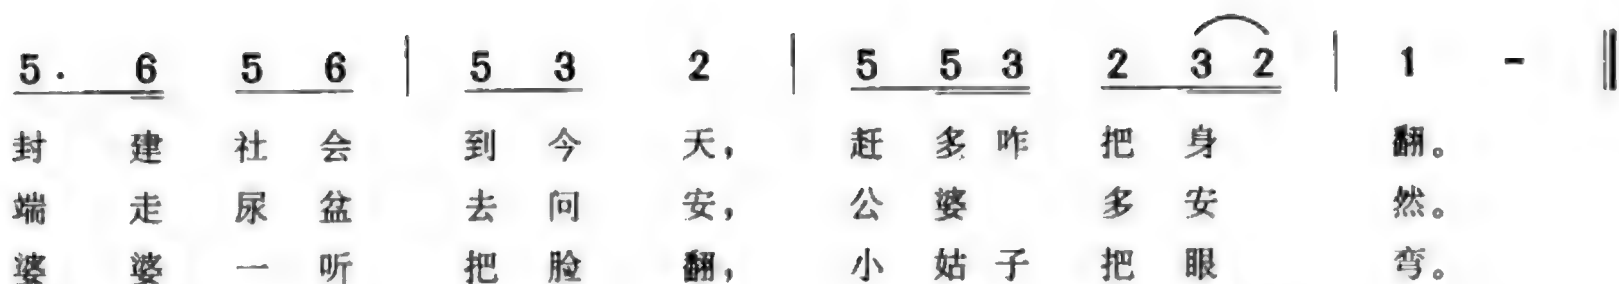 5· 6 5 6 | 5 3 2 | 5 5 3 2 3 2 | 1 - ‖
封建社会到今天，赶多咋把身翻。
端走尿盆去问安，公婆多安然。
婆婆一听把脸翻，小姑子把眼弯。